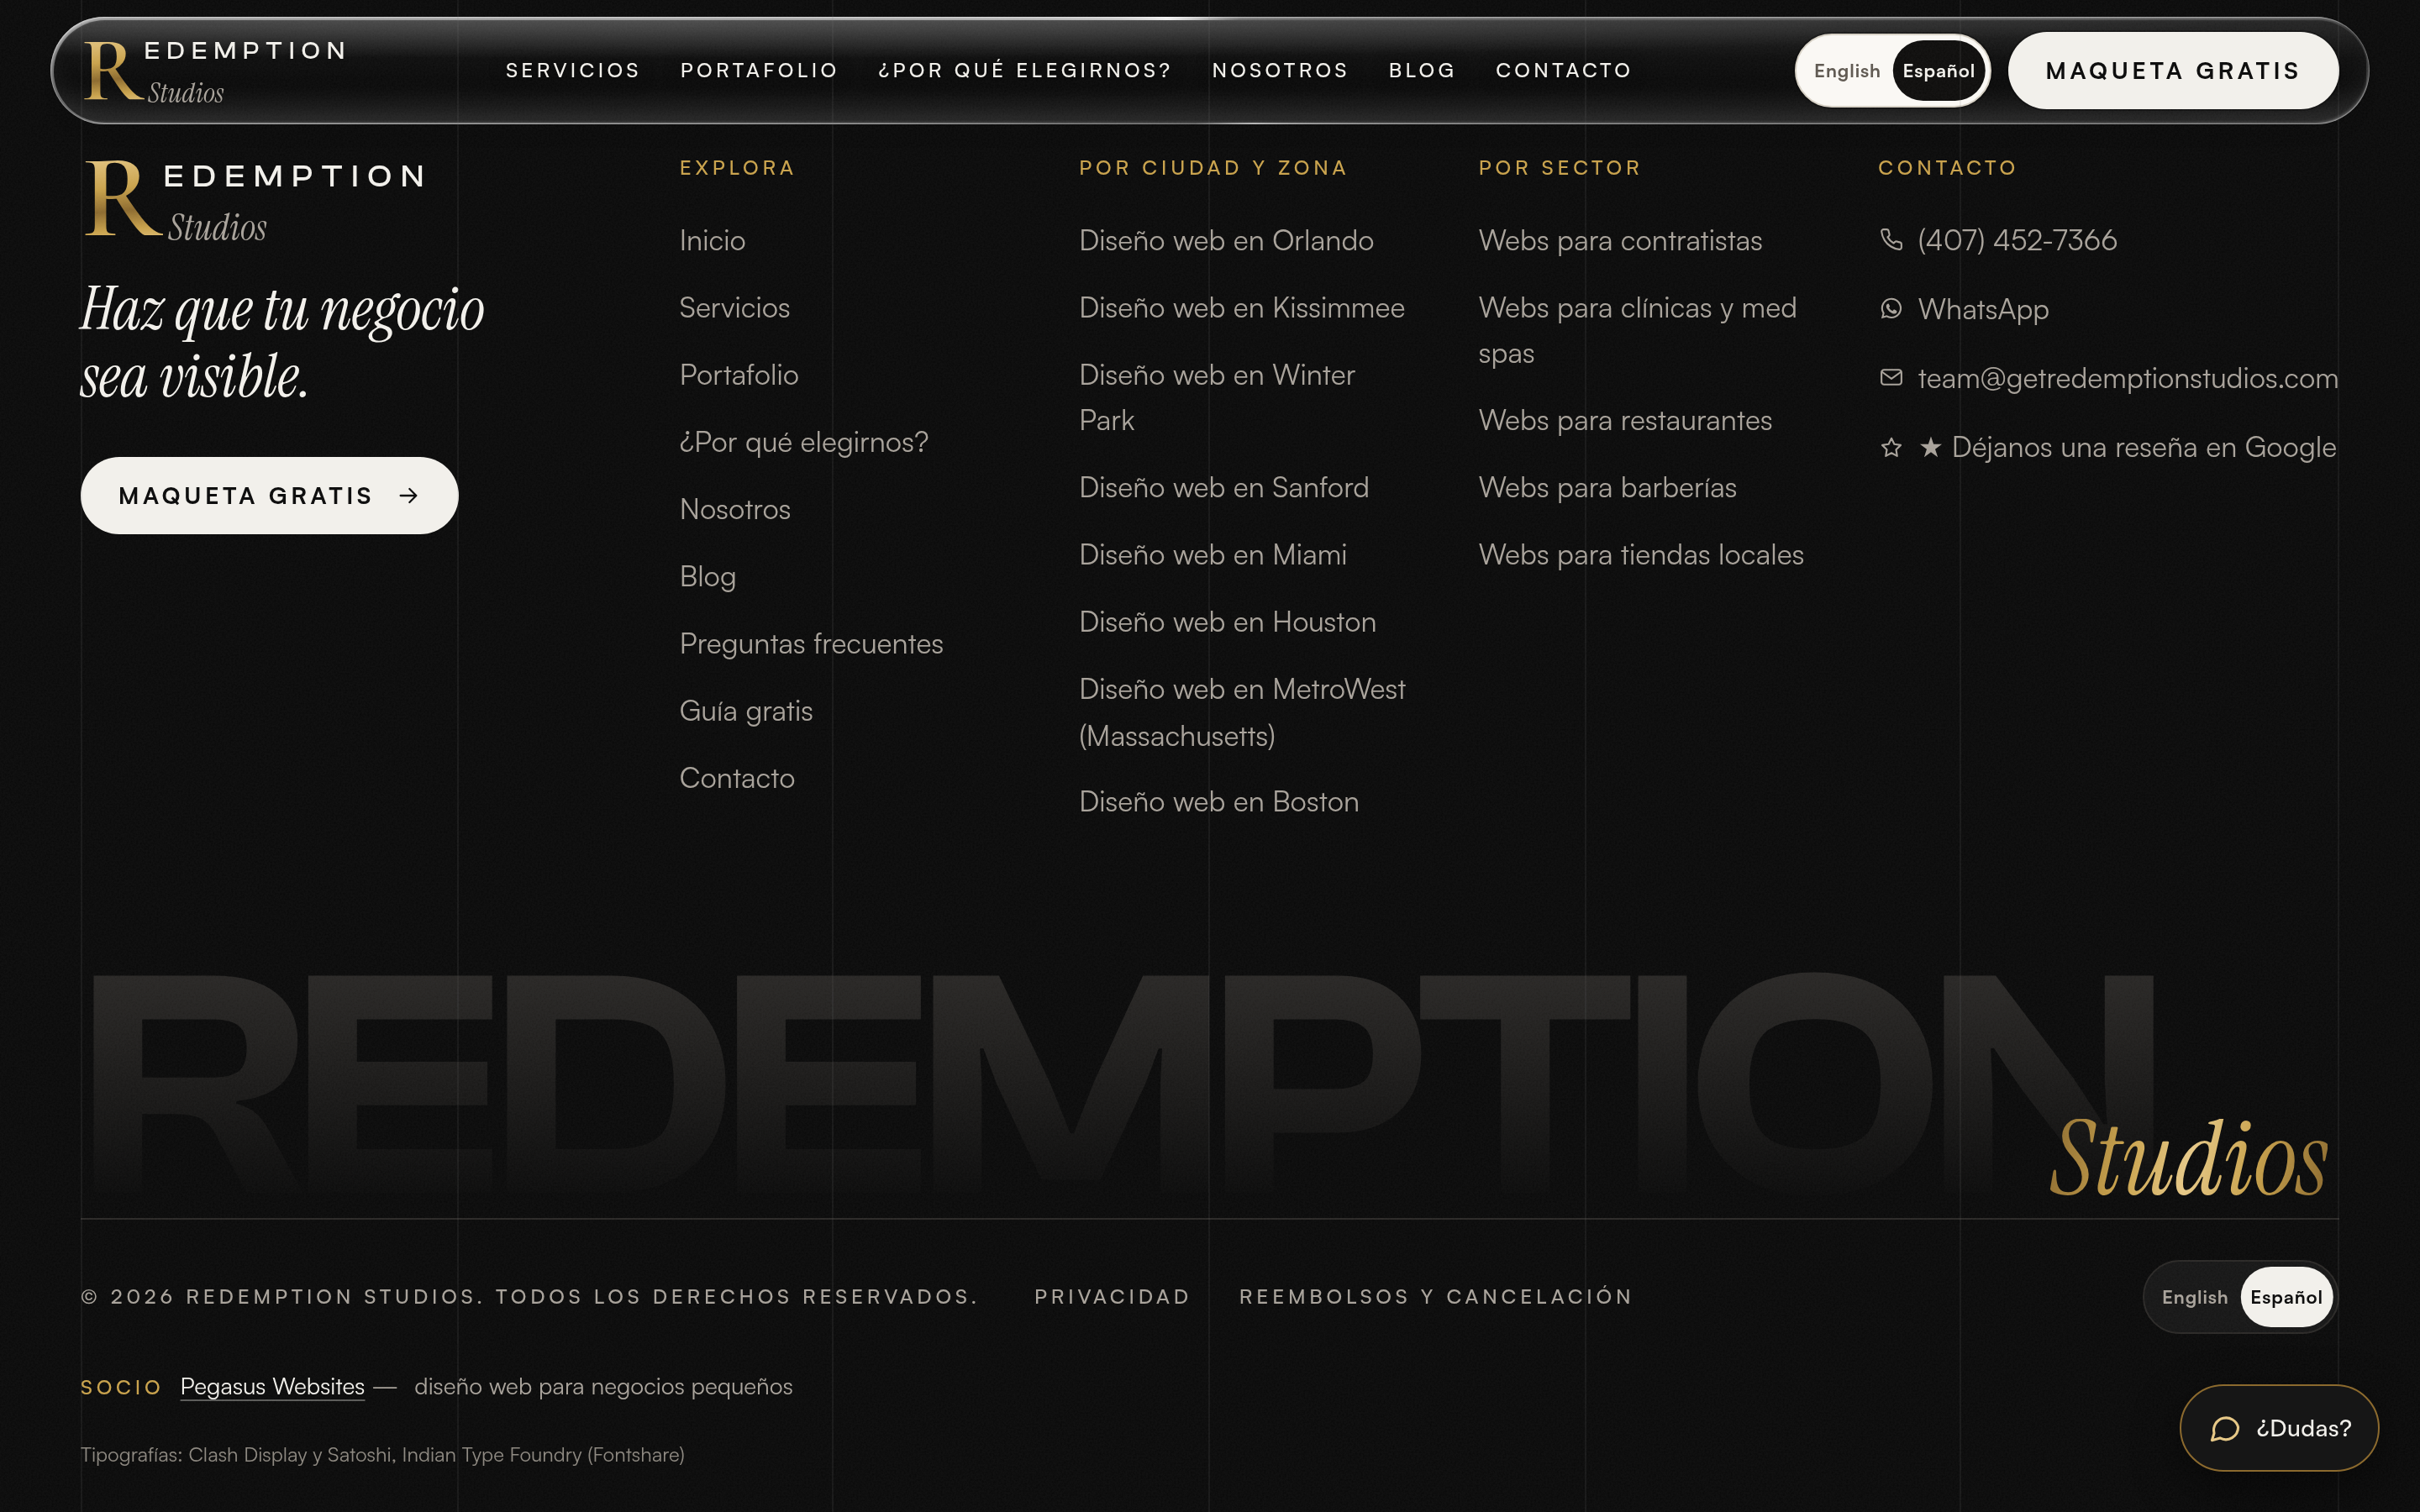 REDEMPTION
Studios
SERVICIOS
PORTAFOLIO
¿POR QUÉ ELEGIRNOS?
NOSOTROS
BLOG
CONTACTO
English
Español
MAQUETA GRATIS
REDEMPTION
Studios
Haz que tu negocio
sea visible.
MAQUETA GRATIS →
EXPLORA
Inicio
Servicios
Portafolio
¿Por qué elegirnos?
Nosotros
Blog
Preguntas frecuentes
Guía gratis
Contacto
POR CIUDAD Y ZONA
Diseño web en Orlando
Diseño web en Kissimmee
Diseño web en Winter
Park
Diseño web en Sanford
Diseño web en Miami
Diseño web en Houston
Diseño web en MetroWest
(Massachusetts)
Diseño web en Boston
POR SECTOR
Webs para contratistas
Webs para clínicas y med
spas
Webs para restaurantes
Webs para barberías
Webs para tiendas locales
CONTACTO
(407) 452-7366
WhatsApp
team@getredemptionstudios.com
★ Déjanos una reseña en Google
REDEMPTION
Studios
© 2026 REDEMPTION STUDIOS. TODOS LOS DERECHOS RESERVADOS.
PRIVACIDAD
REEMBOLSOS Y CANCELACIÓN
English
Español
SOCIO Pegasus Websites — diseño web para negocios pequeños
¿Dudas?
Tipografías: Clash Display y Satoshi, Indian Type Foundry (Fontshare)